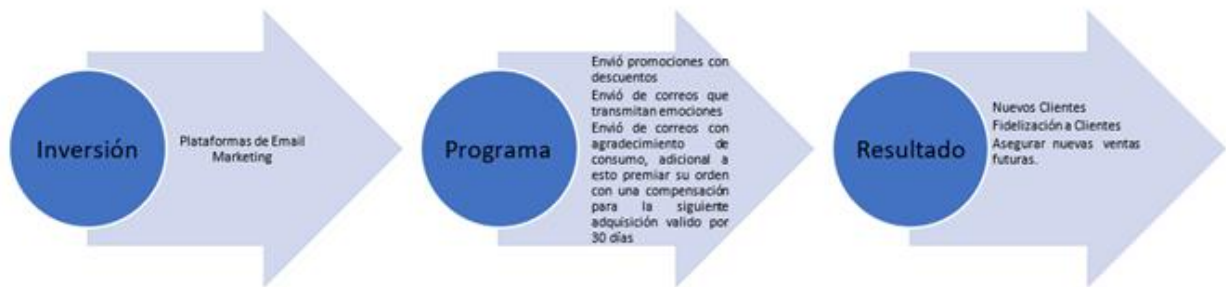 Inversión
Plataformas de Email
Marketing
Programa
Envió promociones con
descuentos
Envió de correos que
transmitan emociones
Envió de correos con
agradecimiento de
consumo, adicional a
esto premiar su orden
con una compensación
para la siguiente
adquisición valido por
30 días
Resultado
Nuevos Clientes
Fidelización a Clientes
Asegurar nuevas ventas
futuras.